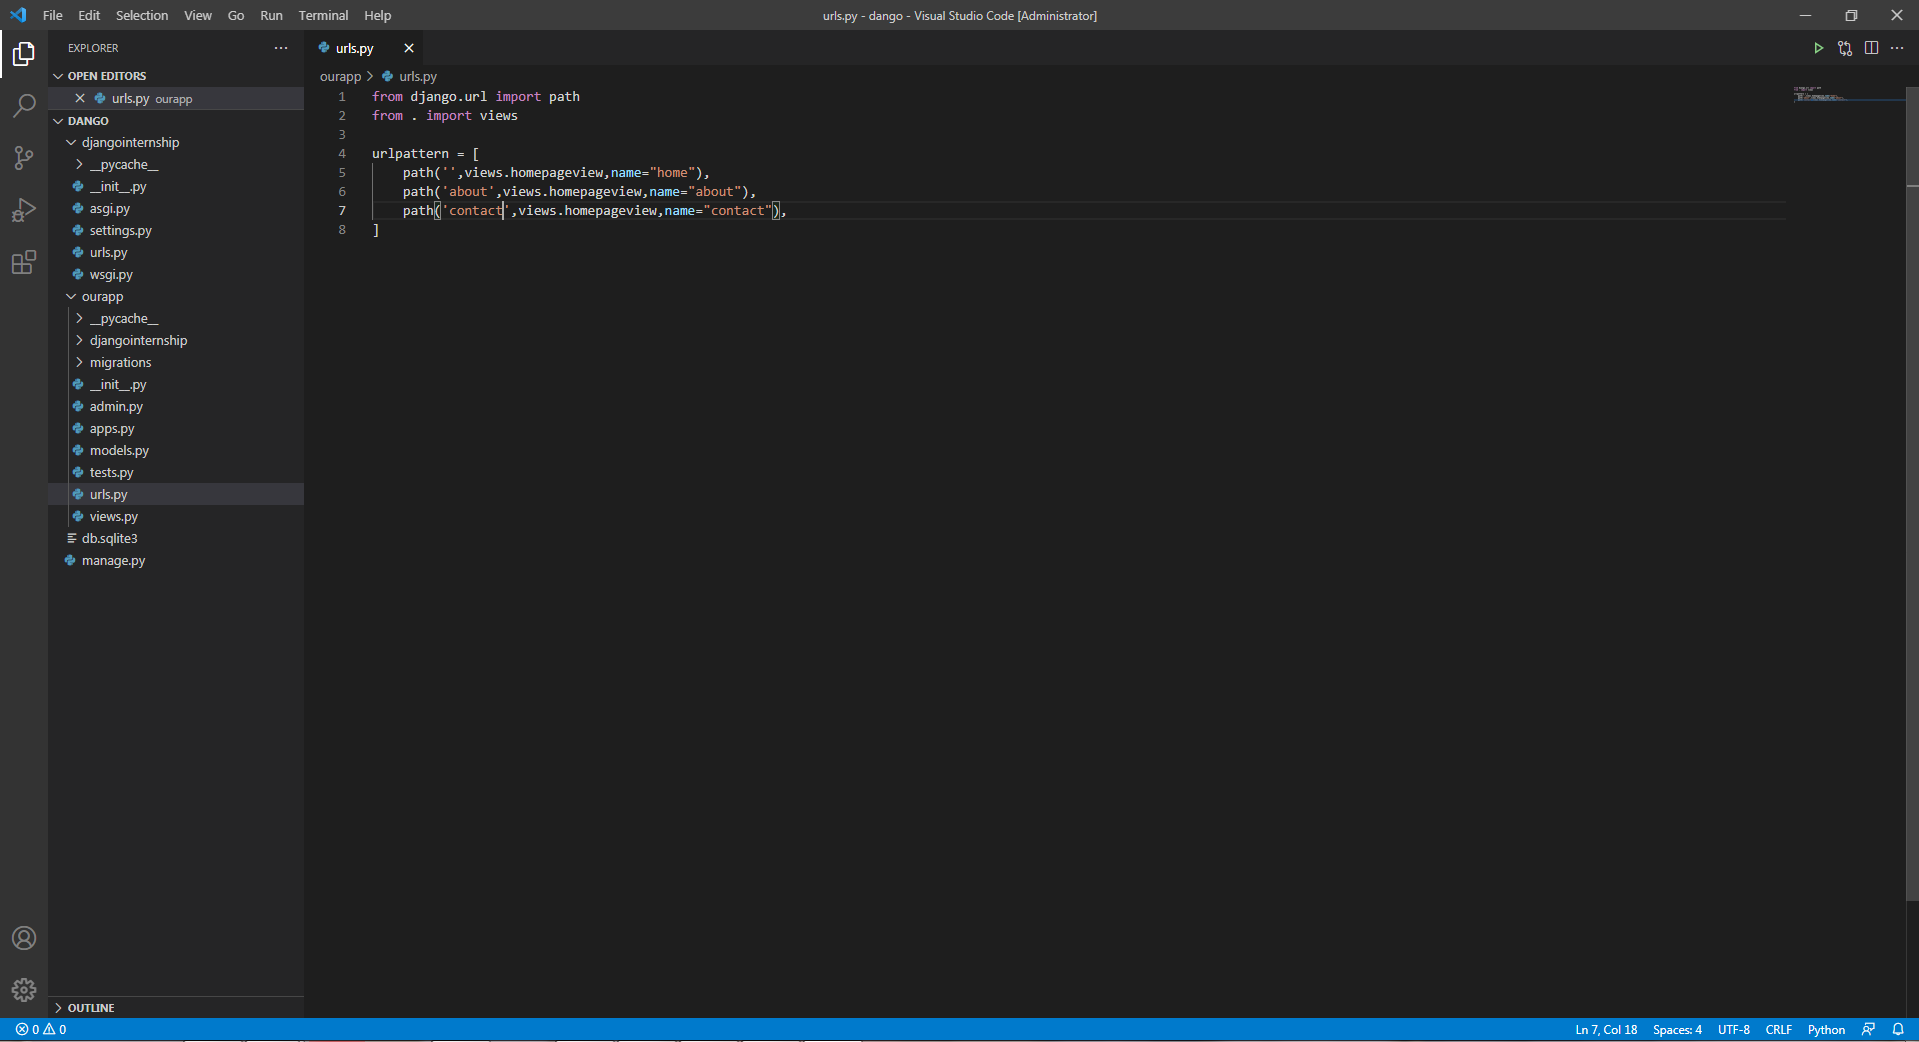 File Edit Selection View Go Run Terminal Help
urls.py - dango - Visual Studio Code [Administrator]
EXPLORER
OPEN EDITORS
urls.py ourapp
DANGO
djangointernship
__pycache__
__init__.py
asgi.py
settings.py
urls.py
wsgi.py
ourapp
__pycache__
djangointernship
migrations
__init__.py
admin.py
apps.py
models.py
tests.py
urls.py
views.py
db.sqlite3
manage.py
OUTLINE
urls.py
ourapp > urls.py
1 from django.url import path
2 from . import views
3
4 urlpattern = [
5 path('',views.homepageview,name="home"),
6 path('about',views.homepageview,name="about"),
7 path('contact',views.homepageview,name="contact"),
8 ]
0 0
Ln 7, Col 18 Spaces: 4 UTF-8 CRLF Python